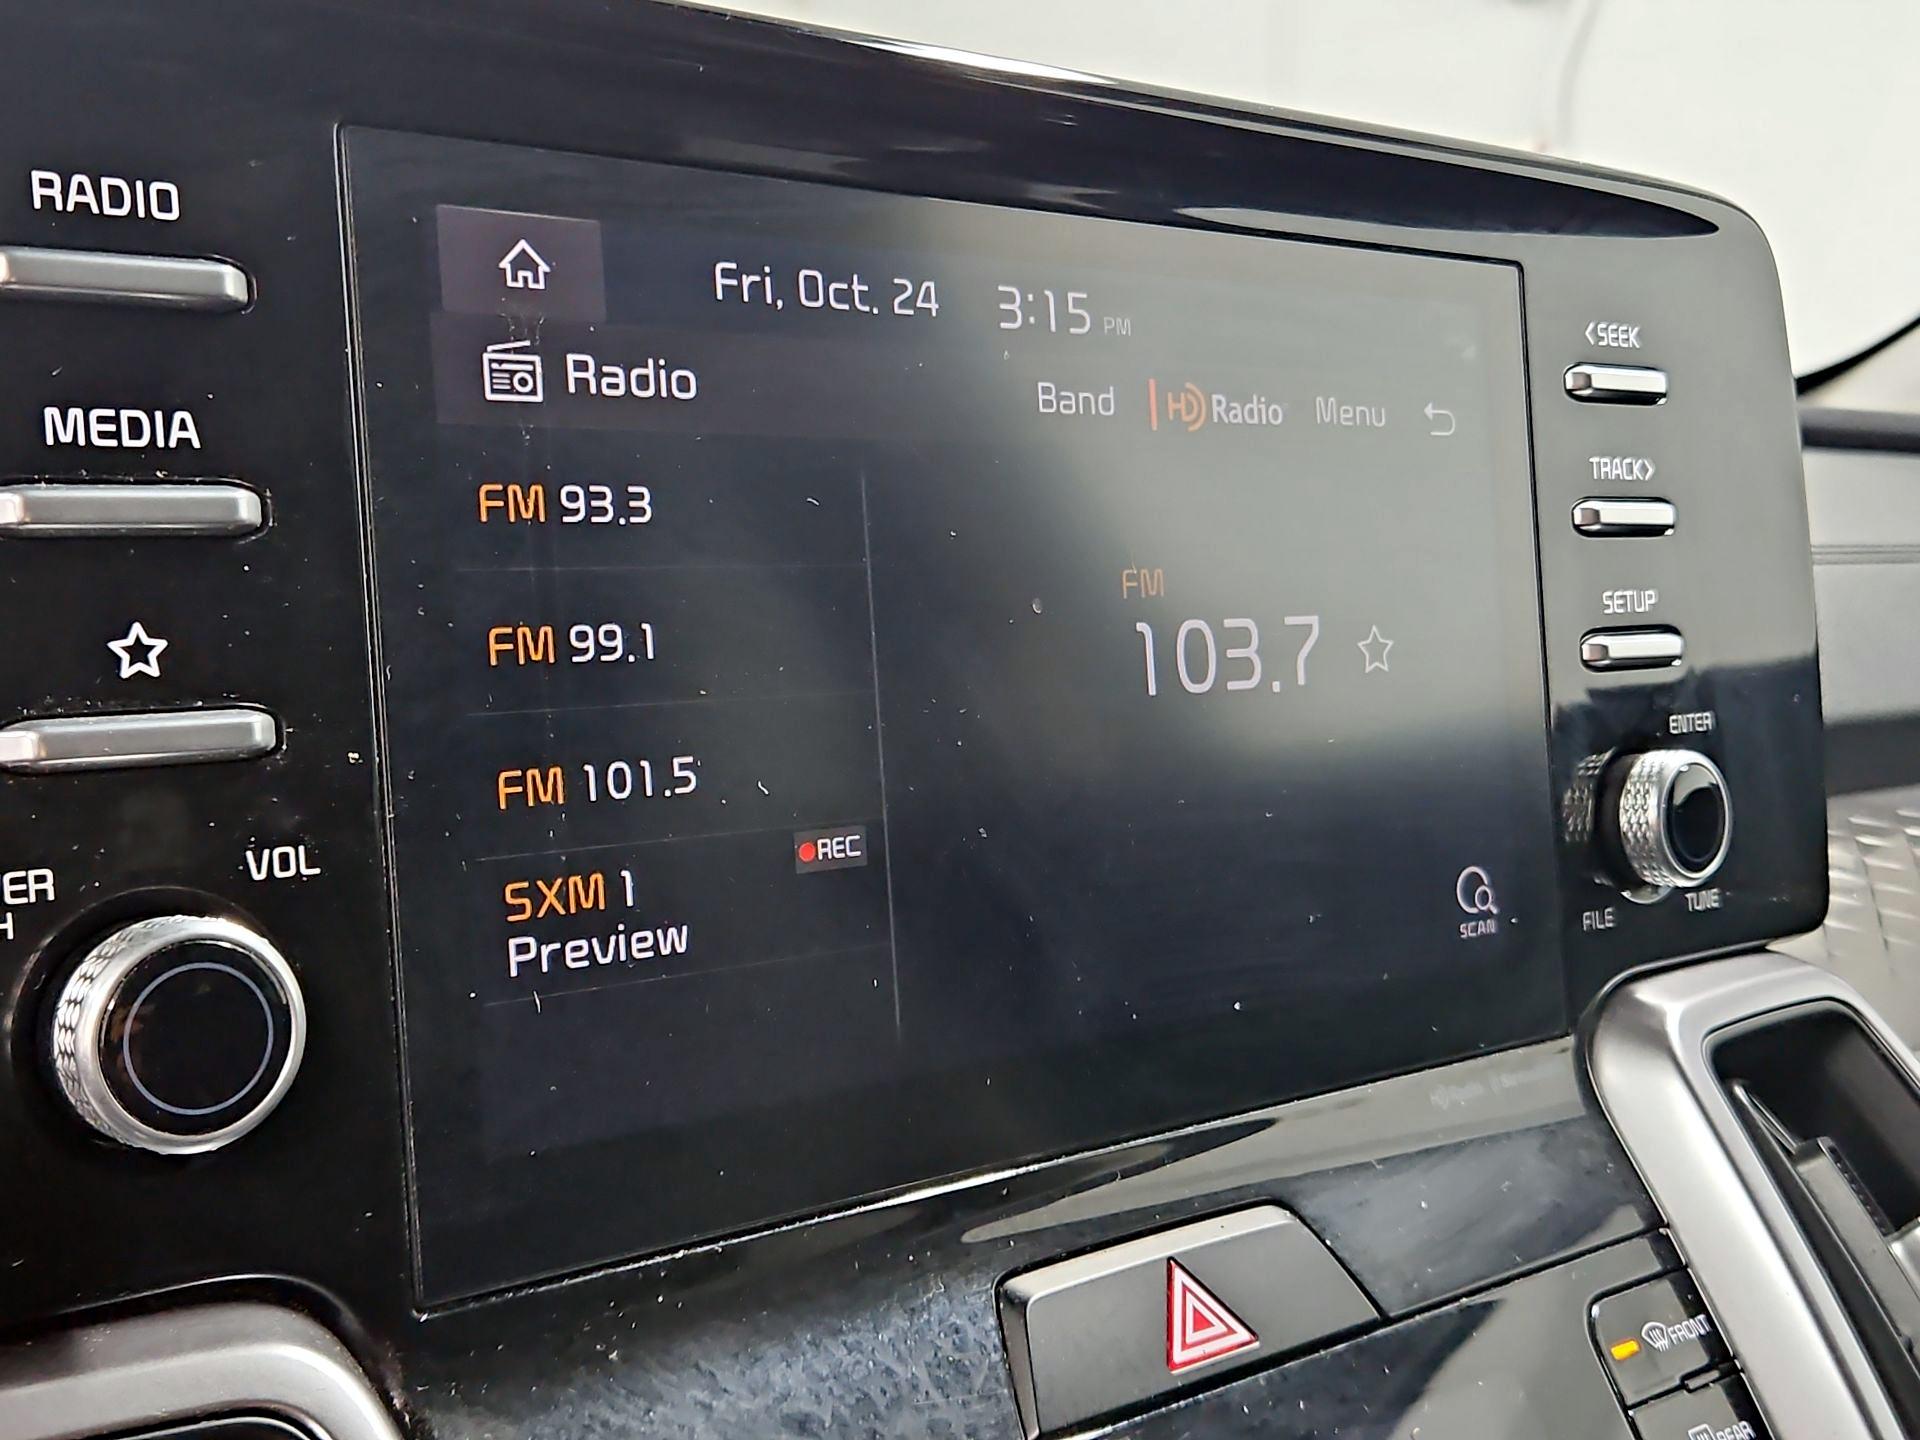 RADIO
MEDIA
VOL
Fri, Oct. 24 3:15 PM
Radio
Band HD Radio Menu
FM 93.3
FM 99.1
FM 101.5
REC
SXM 1
Preview
FM
103.7
SCAN
<SEEK
TRACK>
SETUP
ENTER
FILE
TUNE
FRONT
REAR